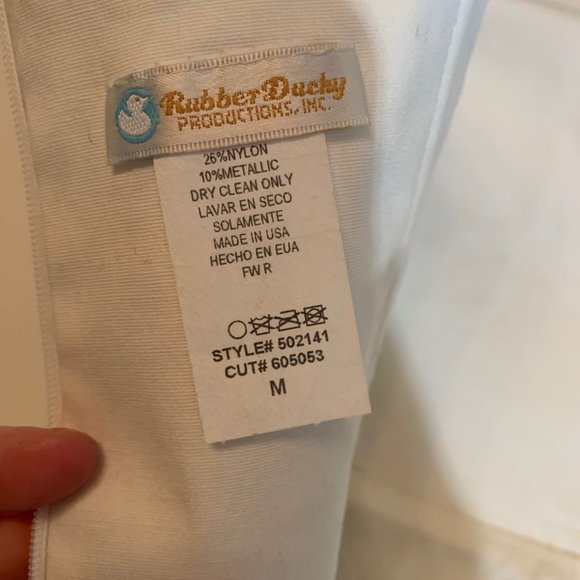 Rubber Ducky
PRODUCTIONS, INC.
26%NYLON
10%METALLIC
DRY CLEAN ONLY
LAVAR EN SECO
SOLAMENTE
MADE IN USA
HECHO EN EUA
FW R
STYLE# 502141
CUT# 605053
M